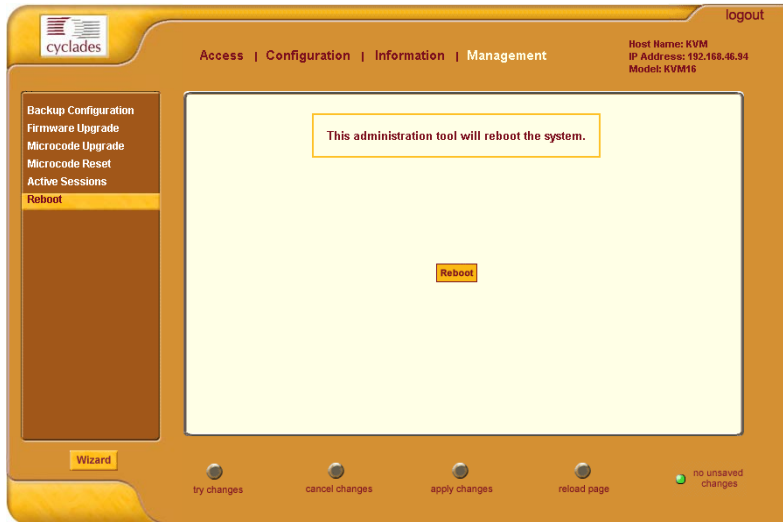 logout
cyclades
Access | Configuration | Information | Management
Host Name: KVM
IP Address: 192.168.46.94
Model: KVM16
Backup Configuration
Firmware Upgrade
Microcode Upgrade
Microcode Reset
Active Sessions
Reboot
This administration tool will reboot the system.
Reboot
Wizard
try changes
cancel changes
apply changes
reload page
no unsaved
changes